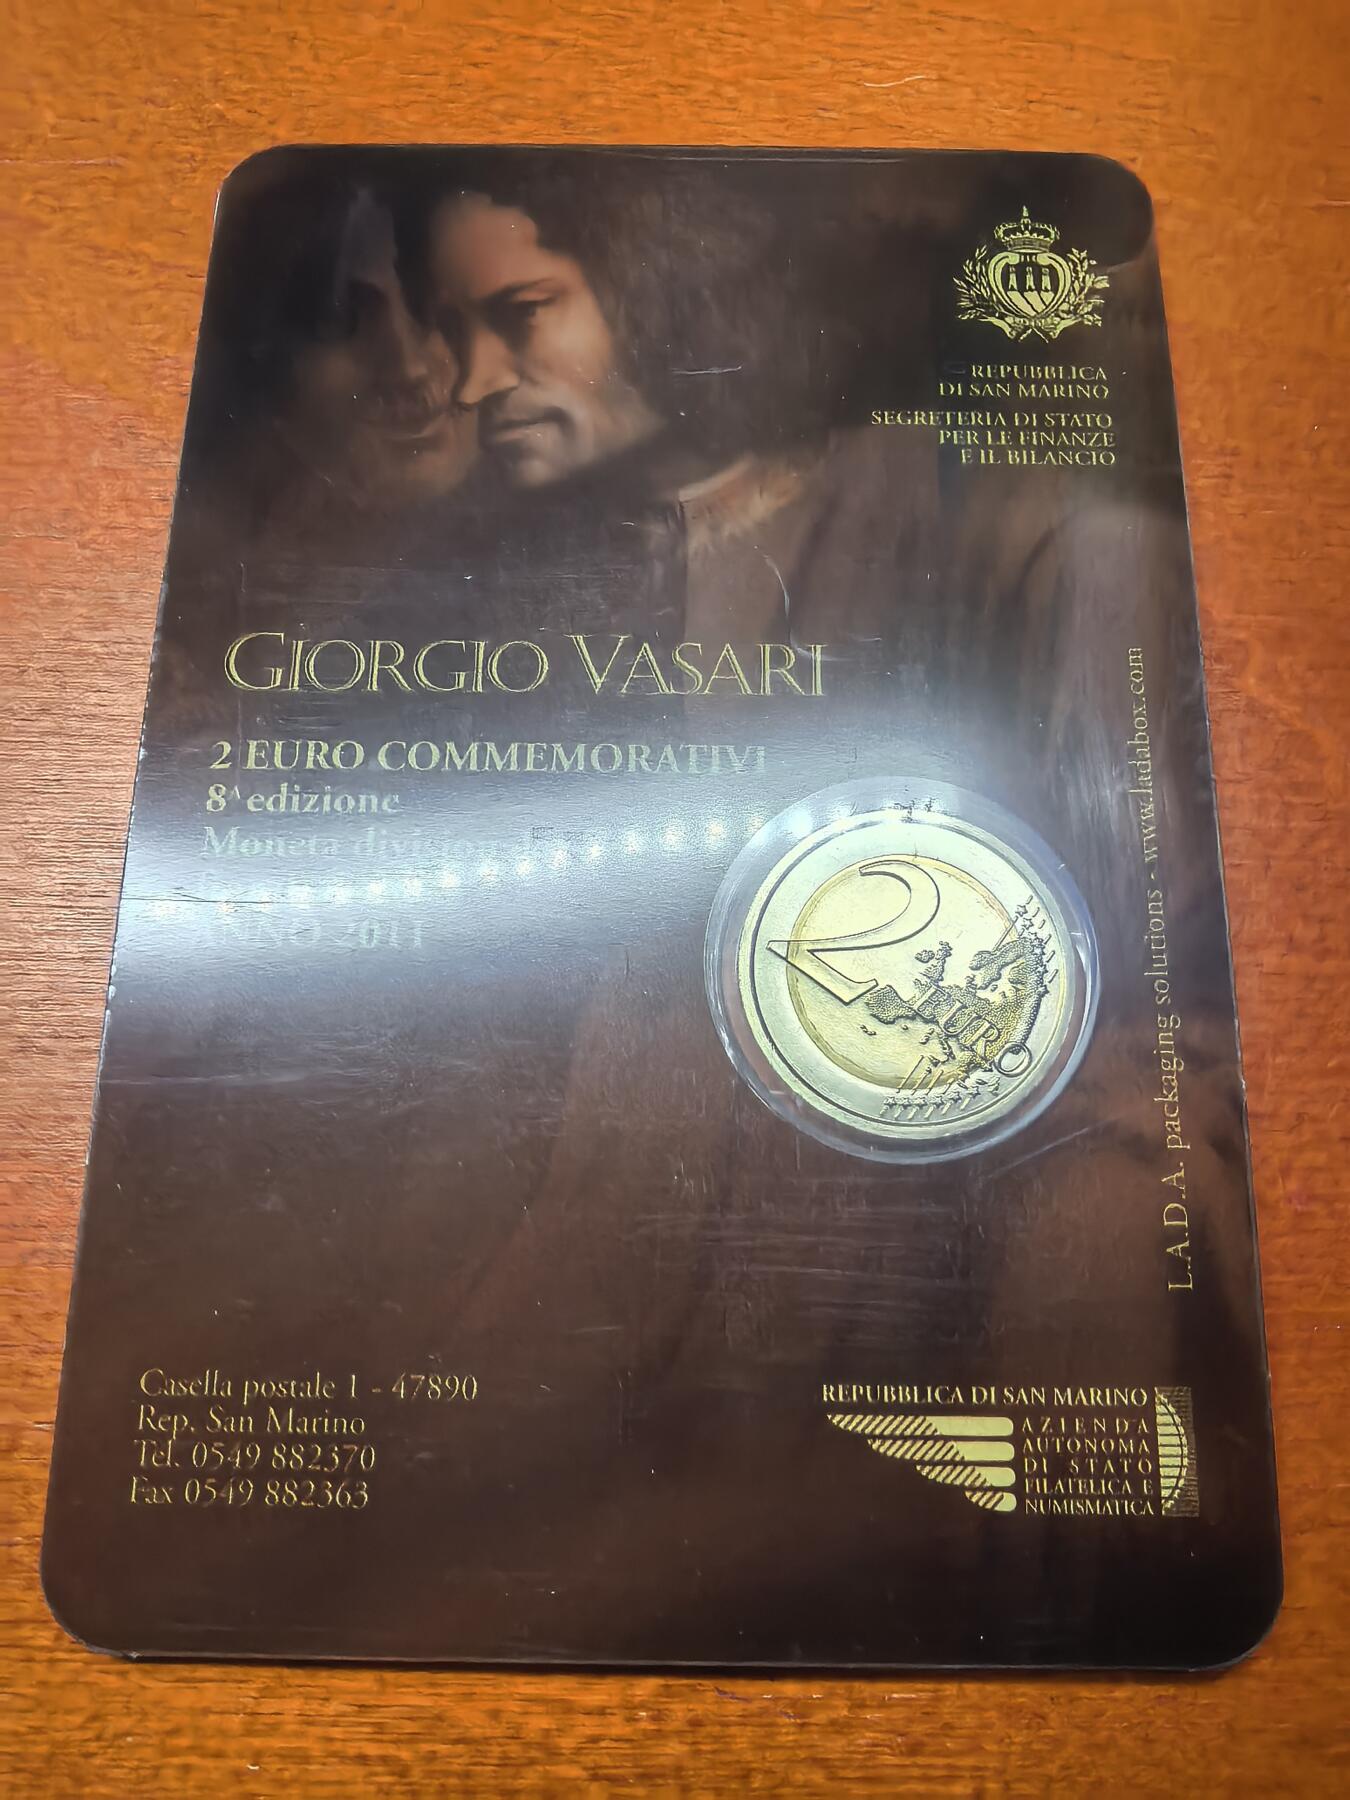 REPUBBLICA
DI SAN MARINO
SEGRETERIA DI STATO
PER LE FINANZE
E IL BILANCIO
GIORGIO VASARI
2 EURO COMMEMORATIVI
8^ edizione
Moneta
2011
2
EURO
L.A.D.A. packaging solutions - www.ladabox.com
Casella postale 1 - 47890
Rep. San Marino
Tel. 0549 882370
Fax 0549 882363
REPUBBLICA DI SAN MARINO
AZIENDA
AUTONOMA
DI STATO
FILATELICA E
NUMISMATICA